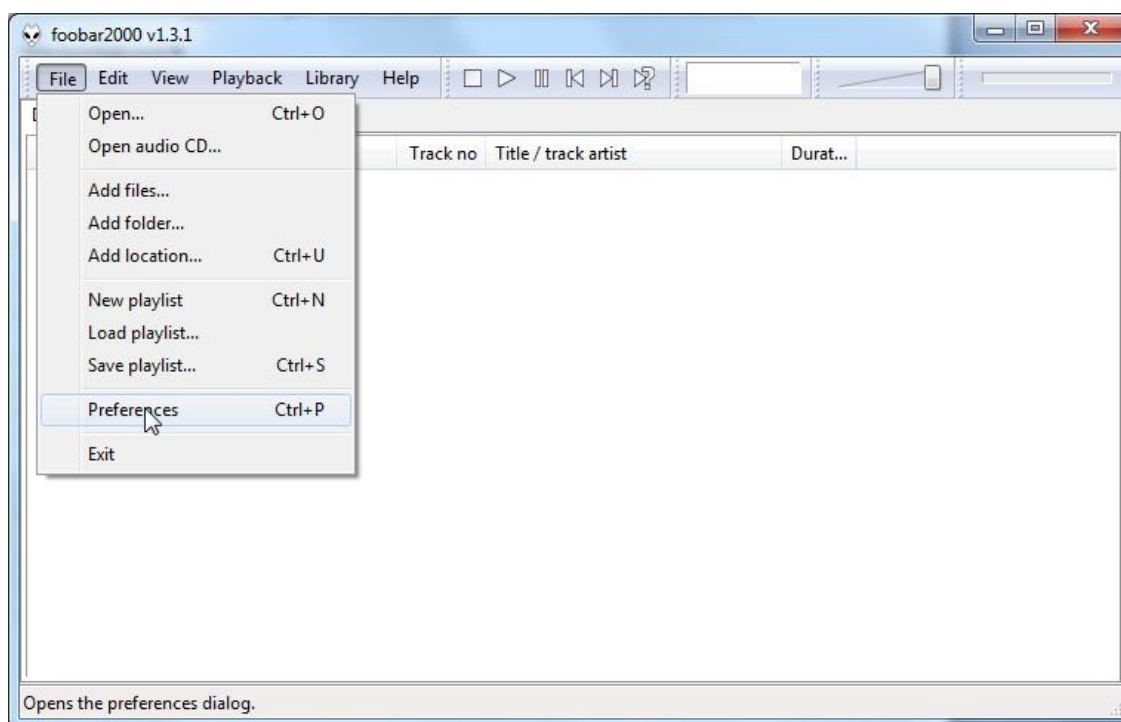 foobar2000 v1.3.1
File Edit View Playback Library Help
Open... Ctrl+O
Open audio CD...
Track no Title / track artist Durat...
Add files...
Add folder...
Add location... Ctrl+U
New playlist Ctrl+N
Load playlist...
Save playlist... Ctrl+S
Preferences Ctrl+P
Exit
Opens the preferences dialog.